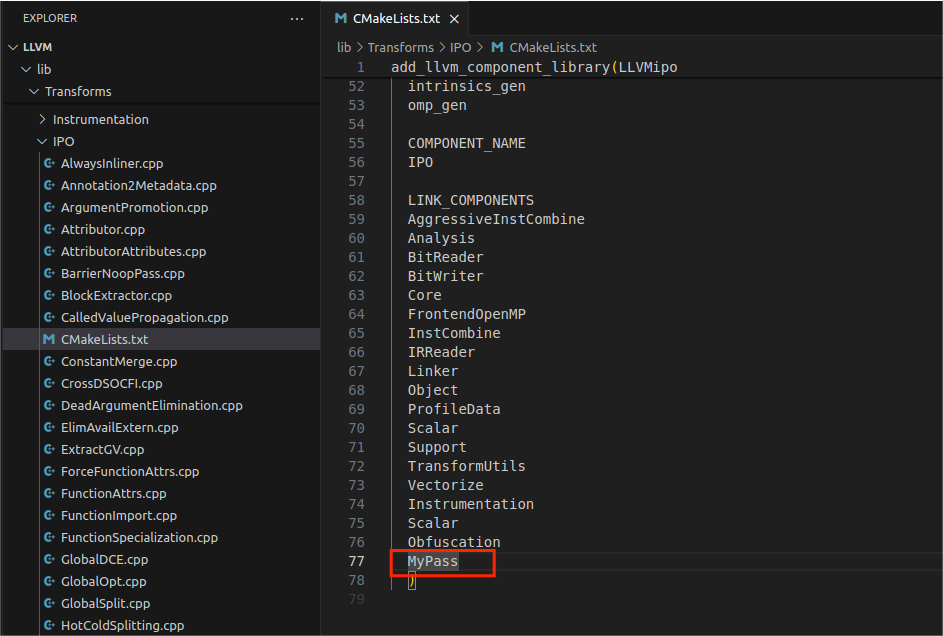 EXPLORER
···
LLVM
lib
Transforms
Instrumentation
IPO
AlwaysInliner.cpp
Annotation2Metadata.cpp
ArgumentPromotion.cpp
Attributor.cpp
AttributorAttributes.cpp
BarrierNoopPass.cpp
BlockExtractor.cpp
CalledValuePropagation.cpp
CMakeLists.txt
ConstantMerge.cpp
CrossDSOCFI.cpp
DeadArgumentElimination.cpp
ElimAvailExtern.cpp
ExtractGV.cpp
ForceFunctionAttrs.cpp
FunctionAttrs.cpp
FunctionImport.cpp
FunctionSpecialization.cpp
GlobalDCE.cpp
GlobalOpt.cpp
GlobalSplit.cpp
HotColdSplitting.cpp
CMakeLists.txt
lib > Transforms > IPO > CMakeLists.txt
1 add_llvm_component_library(LLVMipo
52 intrinsics_gen
53 omp_gen
54
55 COMPONENT_NAME
56 IPO
57
58 LINK_COMPONENTS
59 AggressiveInstCombine
60 Analysis
61 BitReader
62 BitWriter
63 Core
64 FrontendOpenMP
65 InstCombine
66 IRReader
67 Linker
68 Object
69 ProfileData
70 Scalar
71 Support
72 TransformUtils
73 Vectorize
74 Instrumentation
75 Scalar
76 Obfuscation
77 MyPass
78 )
79